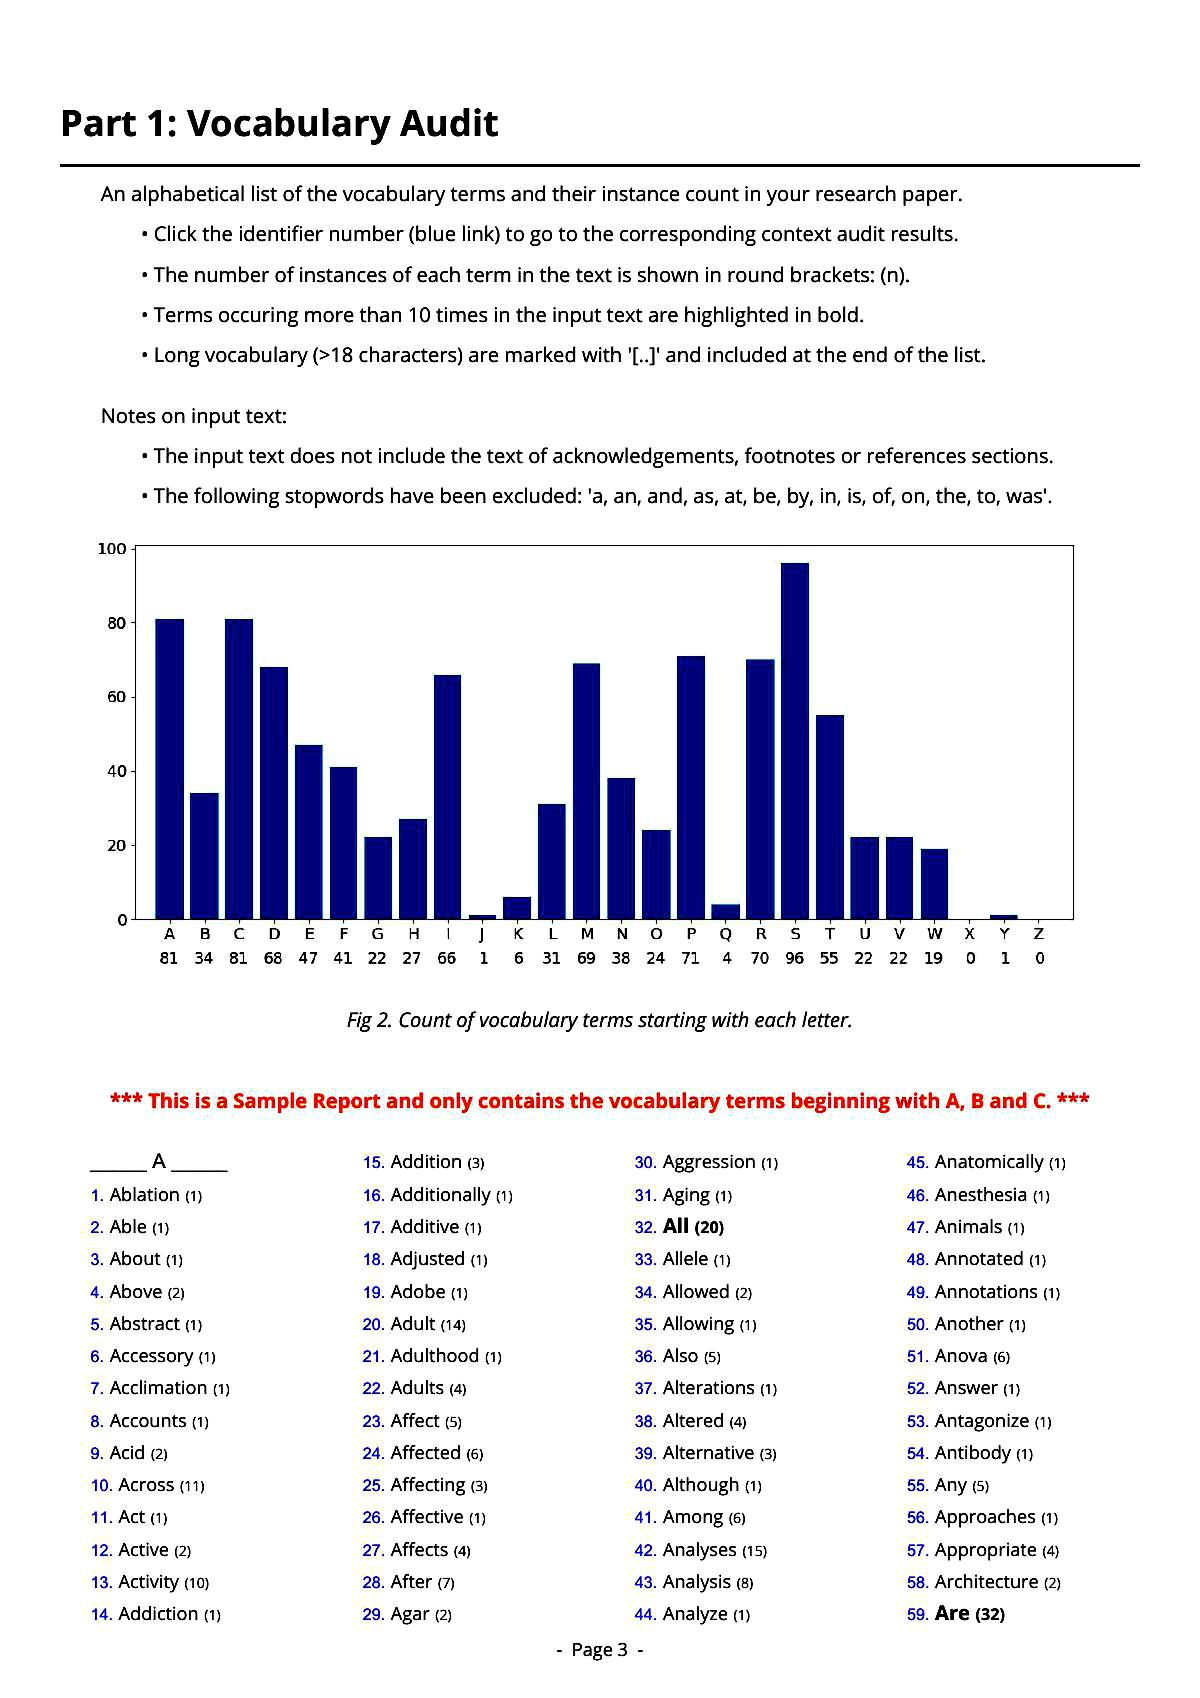 Part 1: Vocabulary Audit
An alphabetical list of the vocabulary terms and their instance count in your research paper.
• Click the identifier number (blue link) to go to the corresponding context audit results.
• The number of instances of each term in the text is shown in round brackets: (n).
• Terms occuring more than 10 times in the input text are highlighted in bold.
• Long vocabulary (>18 characters) are marked with '[..]' and included at the end of the list.
Notes on input text:
• The input text does not include the text of acknowledgements, footnotes or references sections.
• The following stopwords have been excluded: 'a, an, and, as, at, be, by, in, is, of, on, the, to, was'.
100
80
60
40
20
0
A B C D E F G H I J K L M N O P Q R S T U V W X Y Z
81 34 81 68 47 41 22 27 66 1 6 31 69 38 24 71 4 70 96 55 22 22 19 0 1 0
Fig 2. Count of vocabulary terms starting with each letter.
*** This is a Sample Report and only contains the vocabulary terms beginning with A, B and C. ***
______ A ______
1. Ablation (1)
2. Able (1)
3. About (1)
4. Above (2)
5. Abstract (1)
6. Accessory (1)
7. Acclimation (1)
8. Accounts (1)
9. Acid (2)
10. Across (11)
11. Act (1)
12. Active (2)
13. Activity (10)
14. Addiction (1)
15. Addition (3)
16. Additionally (1)
17. Additive (1)
18. Adjusted (1)
19. Adobe (1)
20. Adult (14)
21. Adulthood (1)
22. Adults (4)
23. Affect (5)
24. Affected (6)
25. Affecting (3)
26. Affective (1)
27. Affects (4)
28. After (7)
29. Agar (2)
30. Aggression (1)
31. Aging (1)
32. All (20)
33. Allele (1)
34. Allowed (2)
35. Allowing (1)
36. Also (5)
37. Alterations (1)
38. Altered (4)
39. Alternative (3)
40. Although (1)
41. Among (6)
42. Analyses (15)
43. Analysis (8)
44. Analyze (1)
45. Anatomically (1)
46. Anesthesia (1)
47. Animals (1)
48. Annotated (1)
49. Annotations (1)
50. Another (1)
51. Anova (6)
52. Answer (1)
53. Antagonize (1)
54. Antibody (1)
55. Any (5)
56. Approaches (1)
57. Appropriate (4)
58. Architecture (2)
59. Are (32)
- Page 3 -